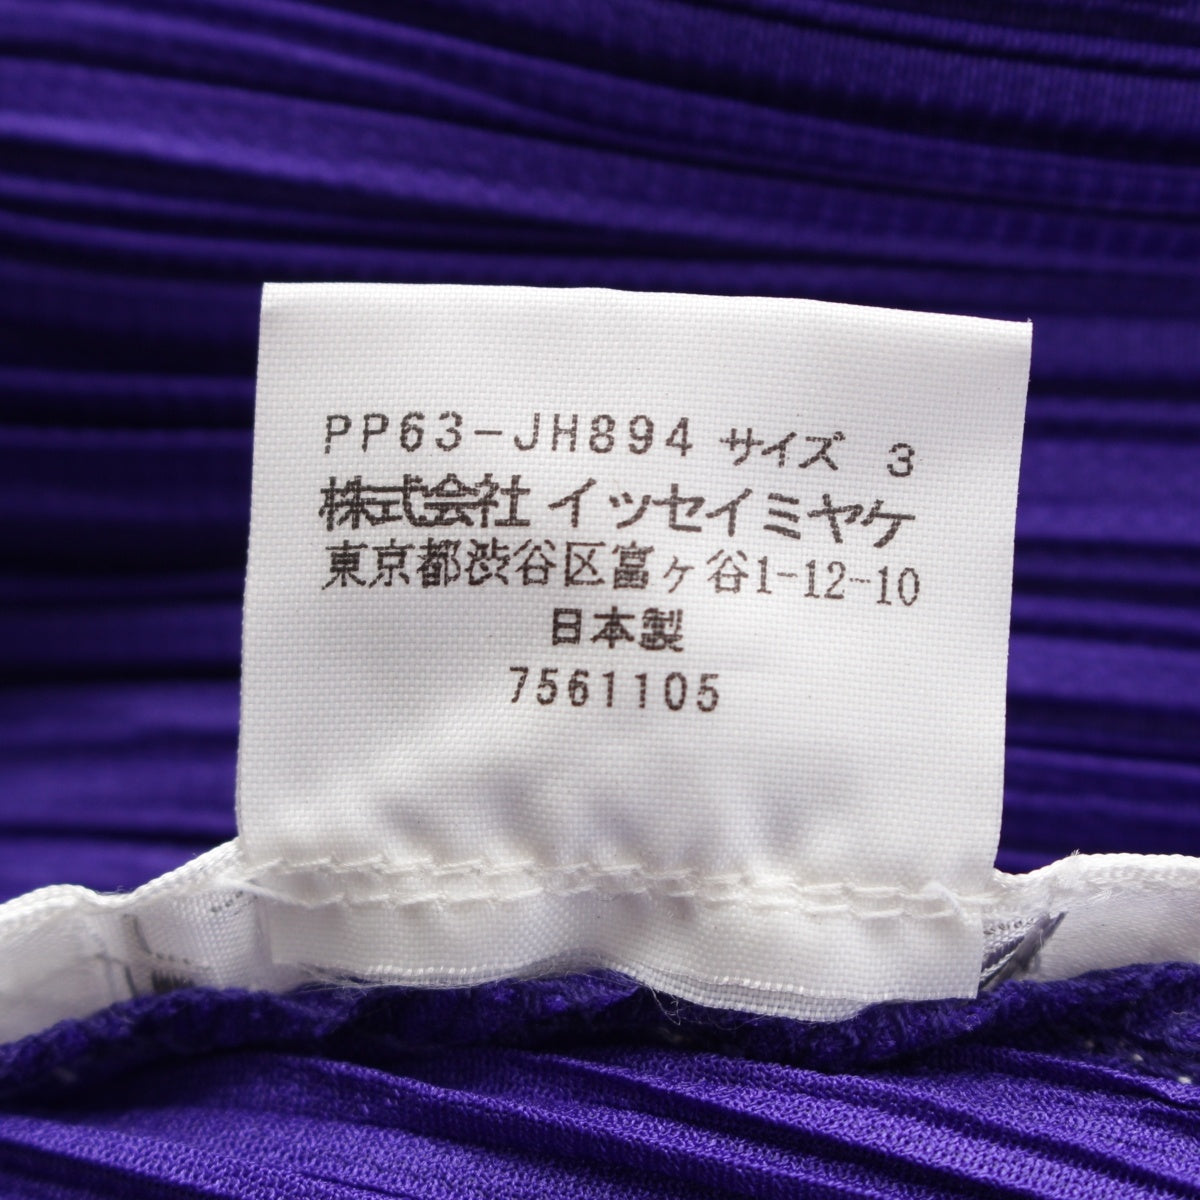 PP63-JH894 サイズ 3
株式会社 イッセイミヤケ
東京都渋谷区富ヶ谷1-12-10
日本製
7561105